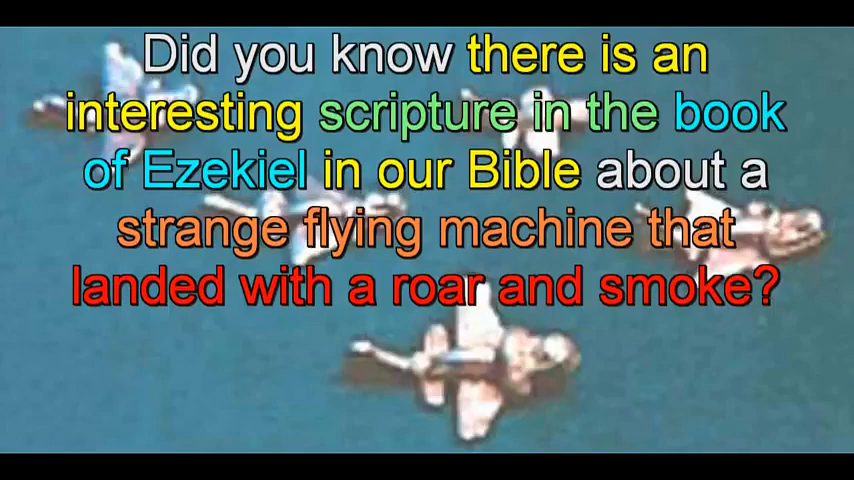 Did you know there is an
interesting scripture in the book
of Ezekiel in our Bible about a
strange flying machine that
landed with a roar and smoke?